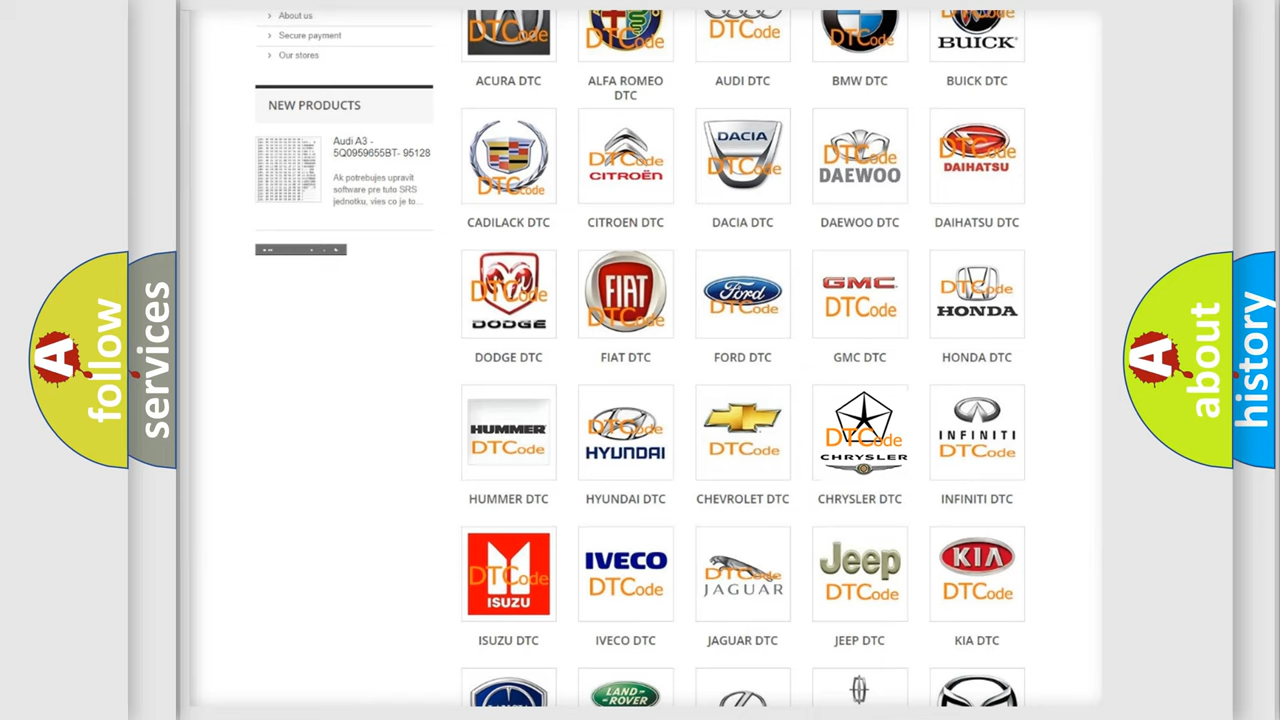 About us
Secure payment
Our stores
NEW PRODUCTS
Audi A3 -
5Q0959655BT- 95128
Ak potrebujes upravit
software pre tuto SRS
jednotku, vies co je to...
DTCode
DTCode
DTCode
DTCode
BUICK
ACURA DTC
ALFA ROMEO
DTC
AUDI DTC
BMW DTC
BUICK DTC
DTCode
DTCode
CITROËN
DACIA
DTCode
DTCode
DAEWOO
DTCode
DAIHATSU
CADILACK DTC
CITROEN DTC
DACIA DTC
DAEWOO DTC
DAIHATSU DTC
DTCode
DODGE
FIAT
DTCode
Ford
DTCode
GMC
DTCode
DTCode
HONDA
DODGE DTC
FIAT DTC
FORD DTC
GMC DTC
HONDA DTC
HUMMER
DTCode
DTCode
HYUNDAI
DTCode
DTCode
CHRYSLER
INFINITI
DTCode
HUMMER DTC
HYUNDAI DTC
CHEVROLET DTC
CHRYSLER DTC
INFINITI DTC
DTCode
ISUZU
IVECO
DTCode
DTCode
JAGUAR
Jeep
DTCode
KIA
DTCode
ISUZU DTC
IVECO DTC
JAGUAR DTC
JEEP DTC
KIA DTC
LAND-
ROVER
A
follow
services
A
about
history